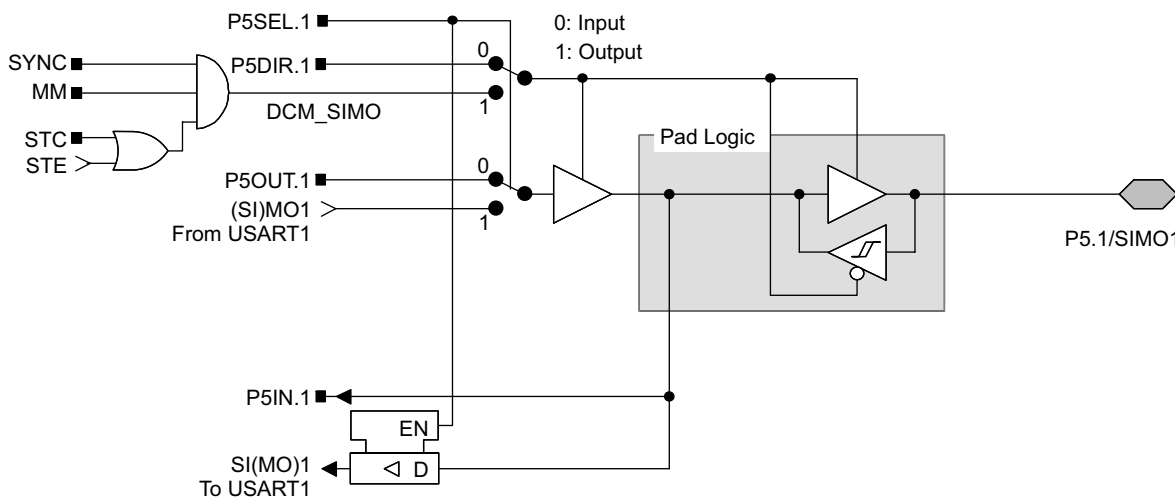 P5SEL.1
0: Input
1: Output
SYNC
P5DIR.1
0
MM
1
DCM_SIMO
STC
STE
Pad Logic
P5OUT.1
0
(SI)MO1
1
From USART1
P5.1/SIMO1
P5IN.1
EN
D
SI(MO)1
To USART1